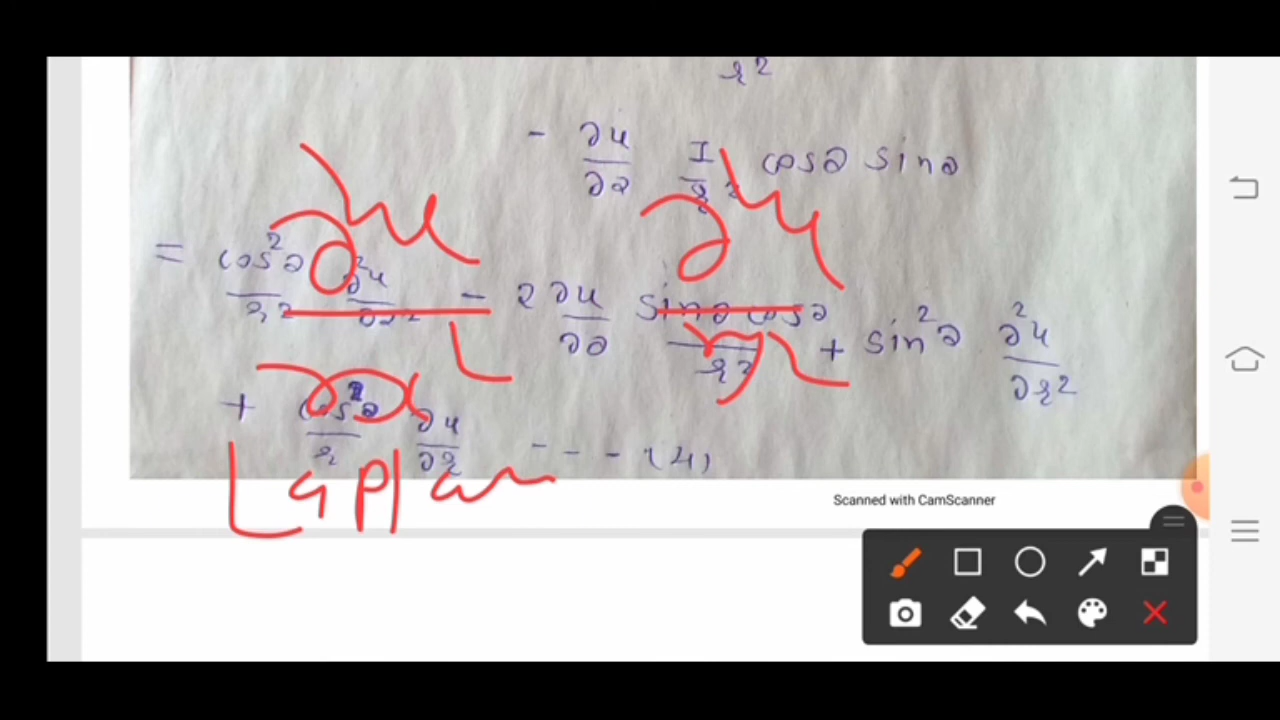 r²
- ∂u/∂θ 1/r² cosθ sinθ
= cos²θ/r² ∂²u/∂θ² - 2 ∂u/∂θ sinθ cosθ/r² + sin²θ ∂²u/∂r²
+ cos²θ/r ∂u/∂r - - - (4)
Scanned with CamScanner